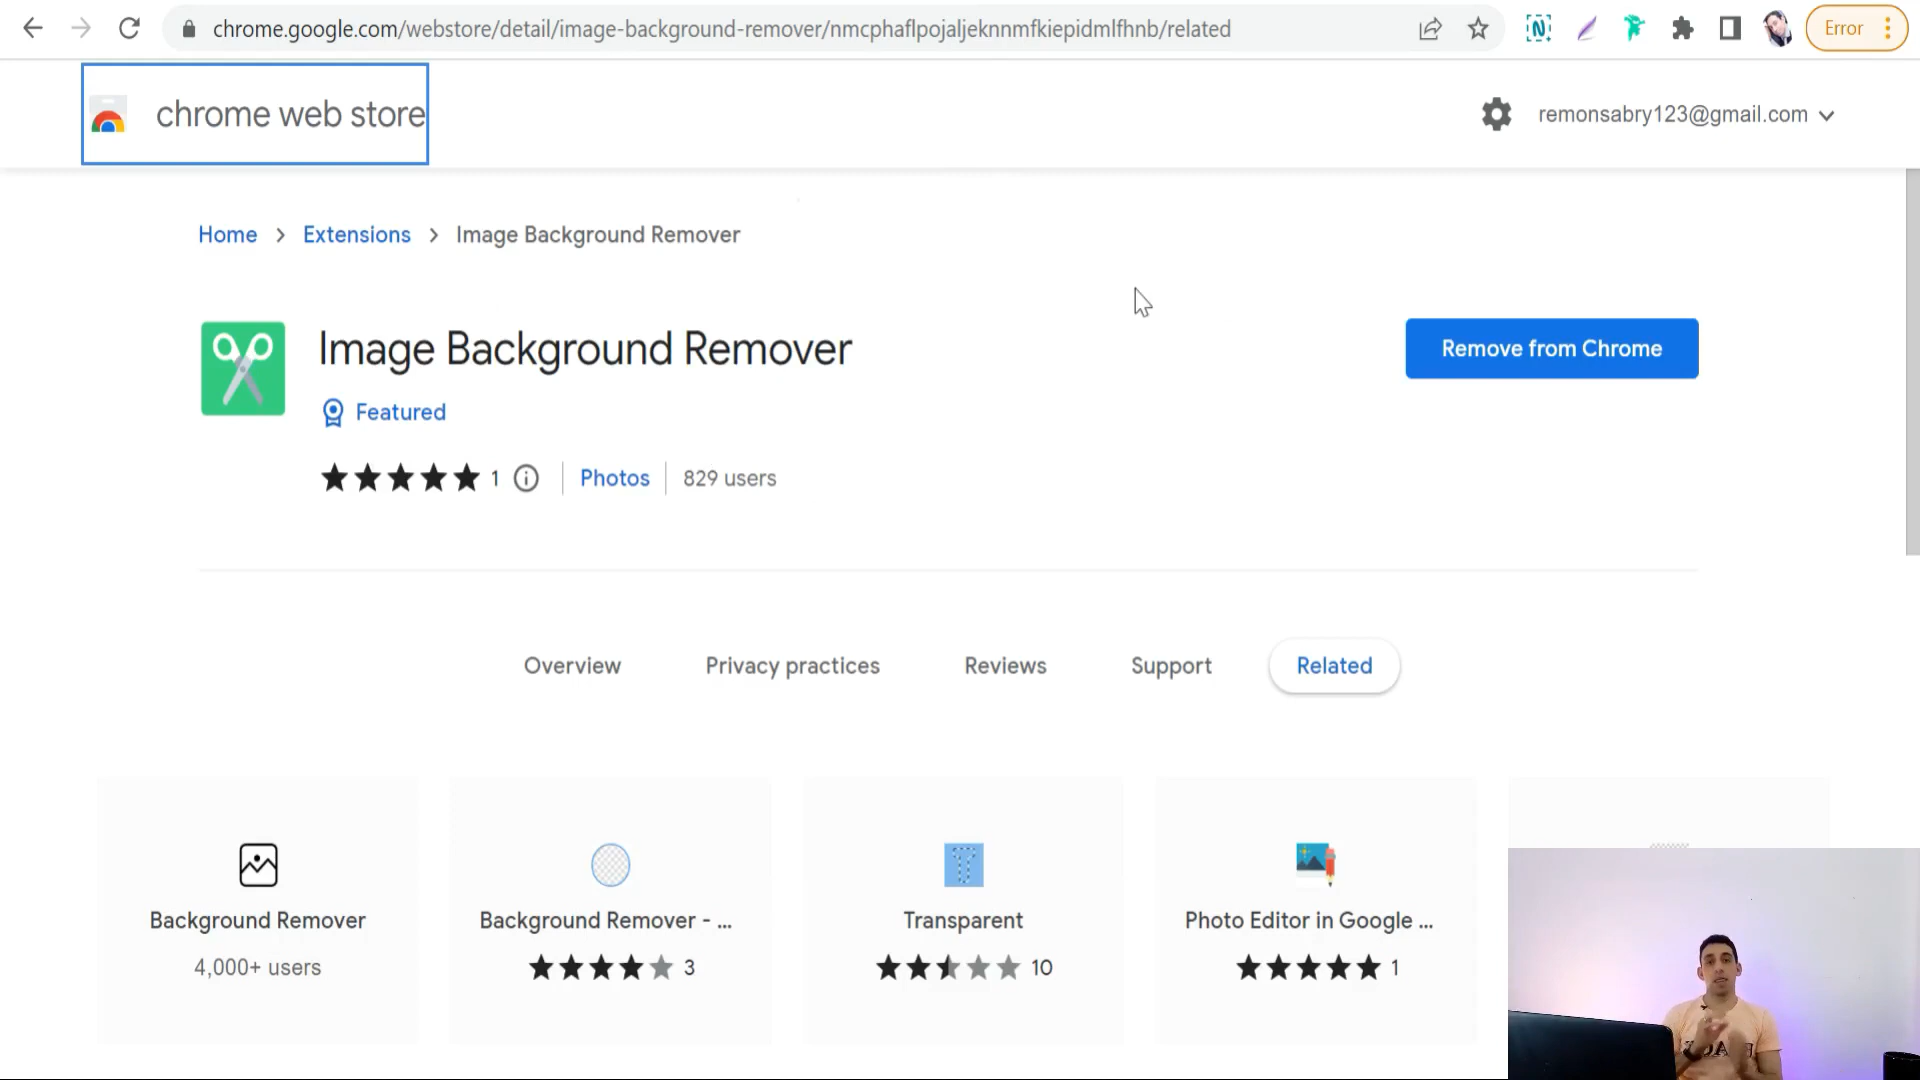 chrome.google.com/webstore/detail/image-background-remover/nmcphaflpojaljeknnmfkiepidmlfhnb/related
Error
chrome web store
remonsabry123@gmail.com
Home > Extensions > Image Background Remover
Image Background Remover
Remove from Chrome
Featured
1
Photos
829 users
Overview
Privacy practices
Reviews
Support
Related
Background Remover
4,000+ users
Background Remover - ...
3
Transparent
10
Photo Editor in Google ...
1